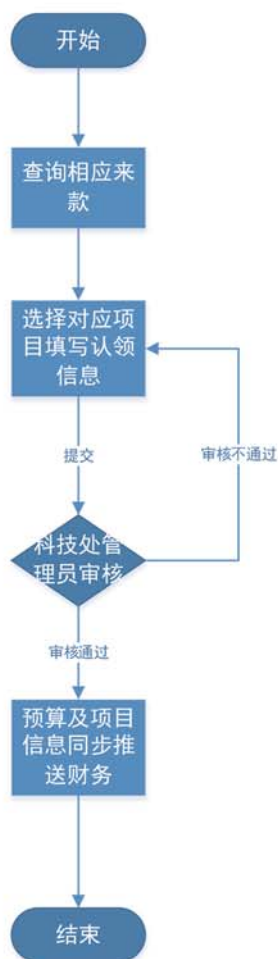 开始
查询相应来
款
选择对应项
目填写认领
信息
提交
审核不通过
科技处管
理员审核
审核通过
预算及项目
信息同步推
送财务
结束